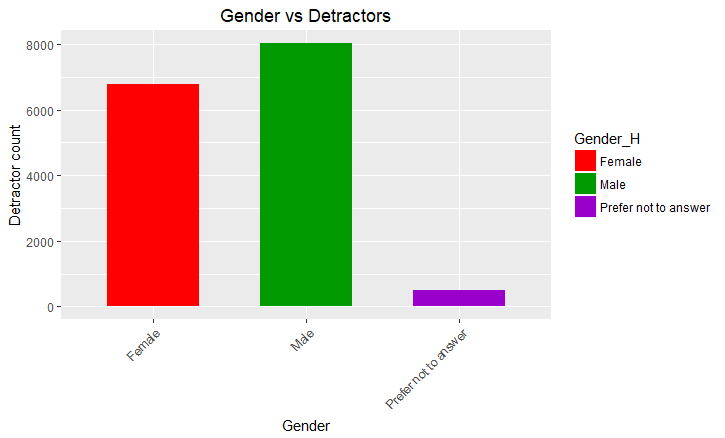 Gender vs Detractors
8000
6000
4000
2000
0
Detractor count
Female
Male
Prefer not to answer
Gender
Gender_H
Female
Male
Prefer not to answer